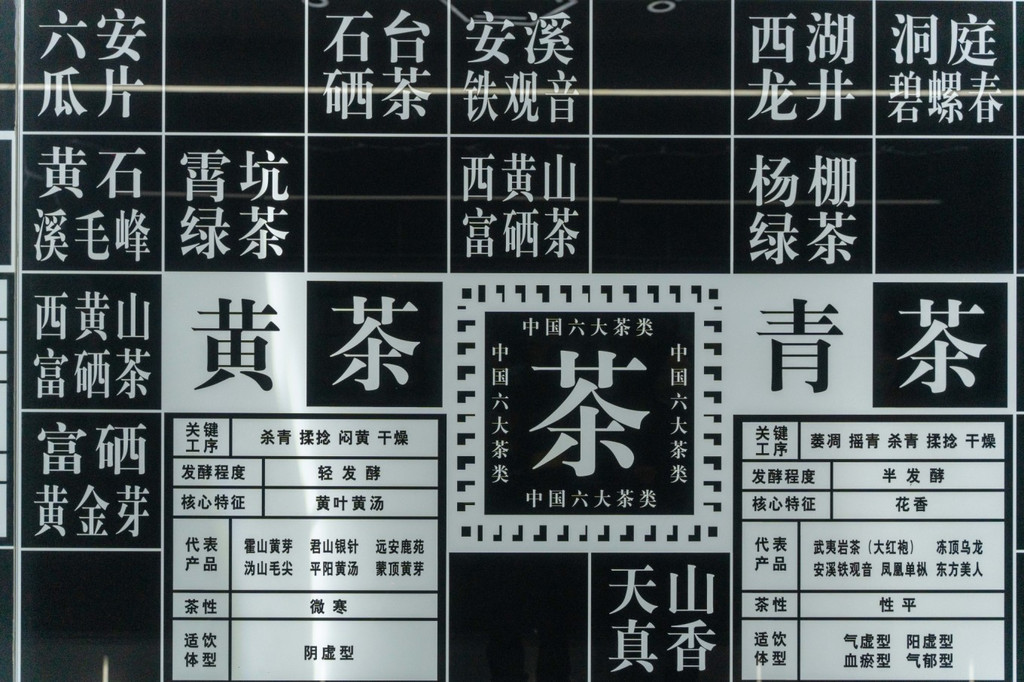 六安
瓜片
石台
硒茶
安溪
铁观音
西湖
龙井
洞庭
碧螺春
黄石
溪毛峰
霄坑
绿茶
西黄山
富硒茶
杨棚
绿茶
西黄山
富硒茶
富硒
黄金芽
黄茶
关键
工序
杀青 揉捻 闷黄 干燥
发酵程度
轻发酵
核心特征
黄叶黄汤
代表
产品
霍山黄芽 君山银针 远安鹿苑
沩山毛尖 平阳黄汤 蒙顶黄芽
茶性
微寒
适饮
体型
阴虚型
中国六大茶类
中国六大茶类
茶
中国六大茶类
中国六大茶类
天山
真香
青茶
关键
工序
萎凋 摇青 杀青 揉捻 干燥
发酵程度
半发酵
核心特征
花香
代表
产品
武夷岩茶（大红袍） 冻顶乌龙
安溪铁观音 凤凰单枞 东方美人
茶性
性平
适饮
体型
气虚型 阳虚型
血瘀型 气郁型